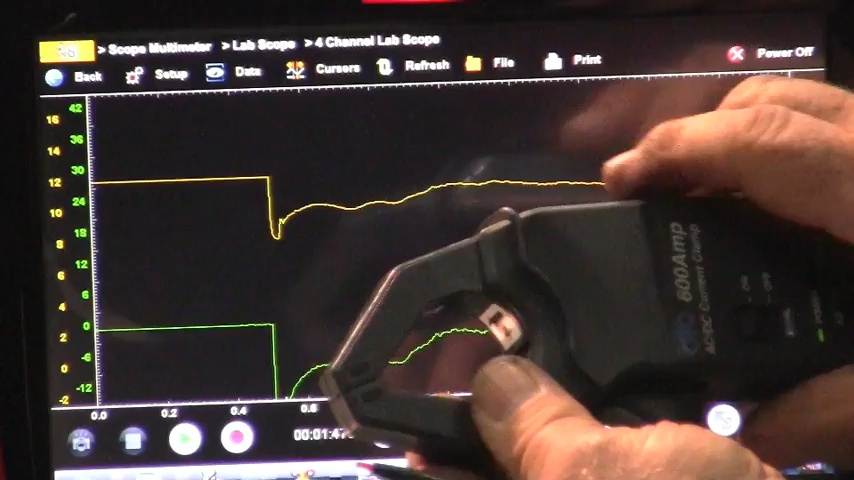 > Scope Multimeter > Lab Scope > 4 Channel Lab Scope
Back Setup Data Cursors Refresh File Print Power Off
16
14
12
10
8
6
4
2
0
-2
42
36
30
24
18
12
6
0
-6
-12
0.0 0.2 0.4 0.6
600Amp
AC/DC Current Clamp
ON
OFF